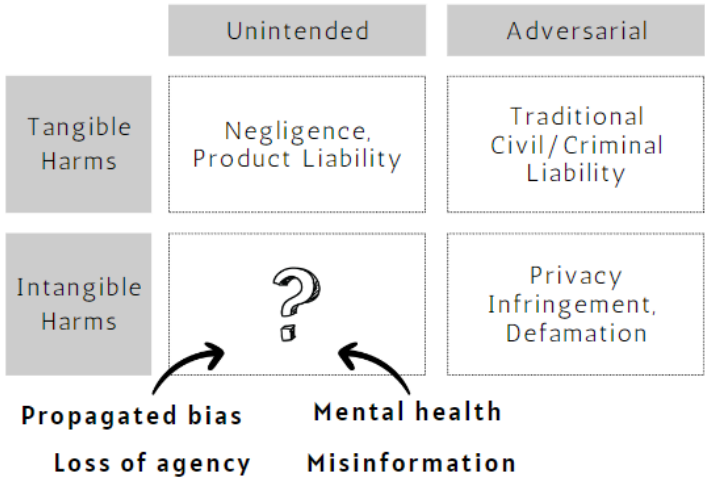 Unintended
Adversarial
Tangible
Harms
Negligence,
Product Liability
Traditional
Civil/Criminal
Liability
Intangible
Harms
?
Privacy
Infringement,
Defamation
Propagated bias
Mental health
Loss of agency
Misinformation